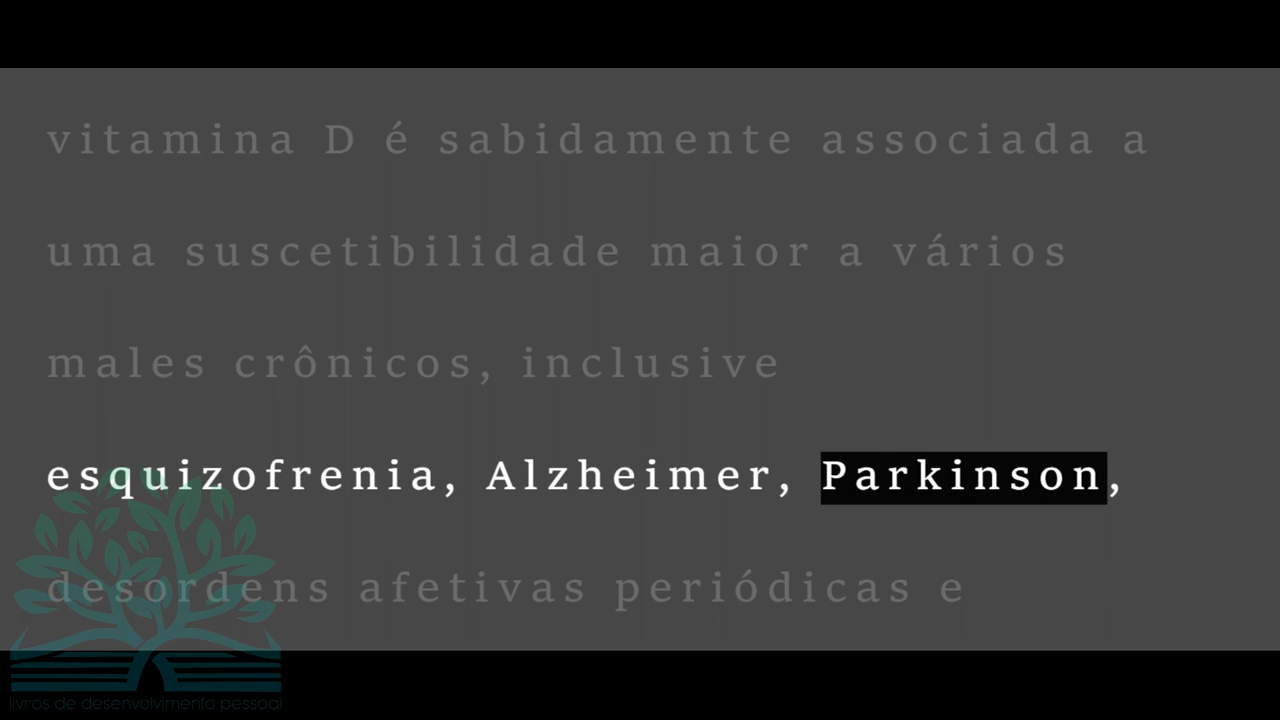 vitamina D é sabidamente associada a
uma suscetibilidade maior a vários
males crônicos, inclusive
esquizofrenia, Alzheimer, Parkinson,
desordens afetivas periódicas e
livros de desenvolvimento pessoal